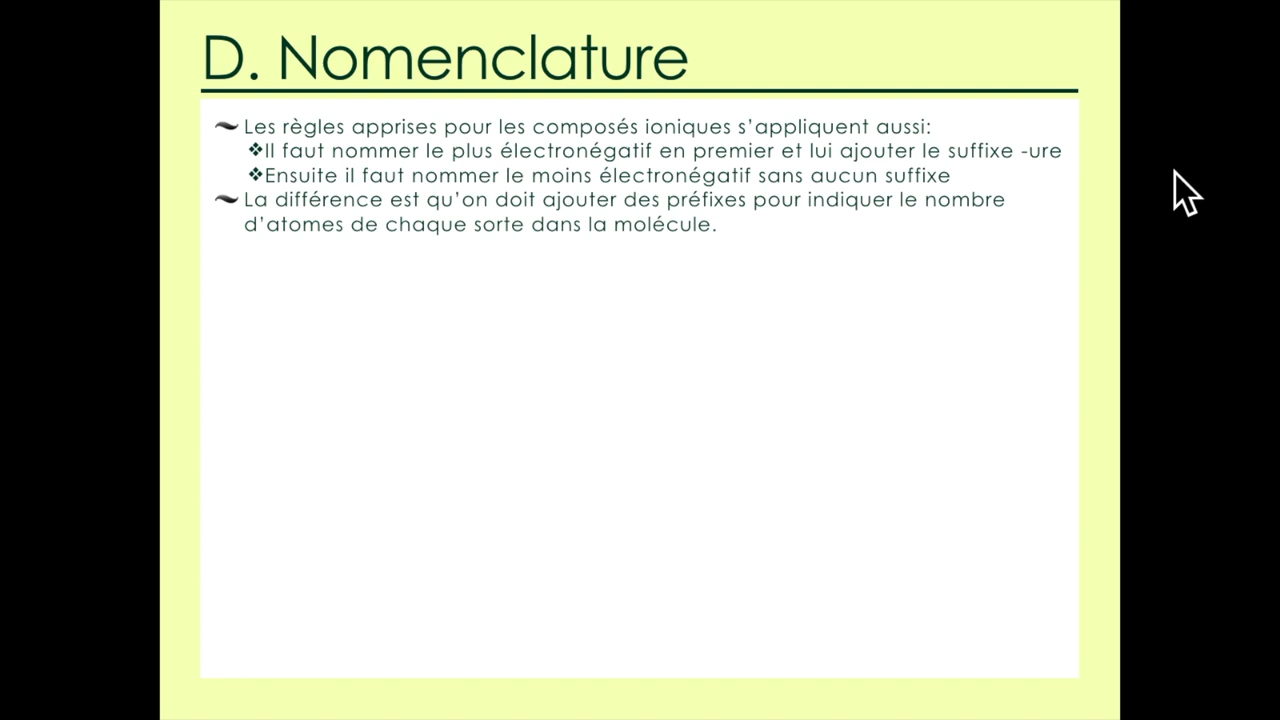 D. Nomenclature
Les règles apprises pour les composés ioniques s'appliquent aussi:
❖Il faut nommer le plus électronégatif en premier et lui ajouter le suffixe -ure
❖Ensuite il faut nommer le moins électronégatif sans aucun suffixe
La différence est qu'on doit ajouter des préfixes pour indiquer le nombre
d'atomes de chaque sorte dans la molécule.